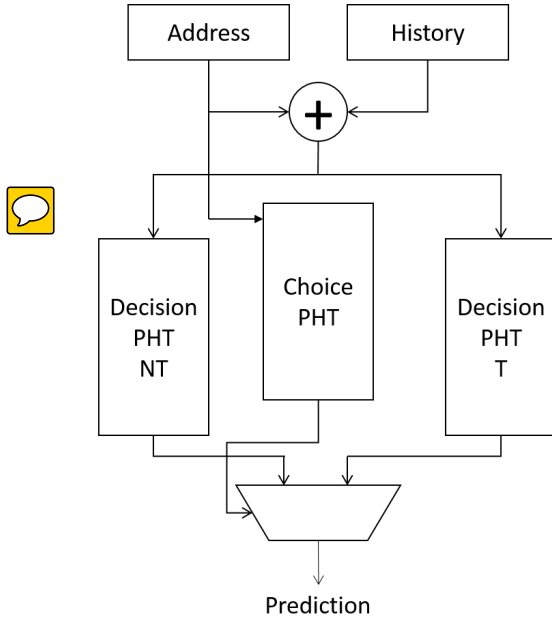 Address
History
+
Decision
PHT
NT
Choice
PHT
Decision
PHT
T
Prediction